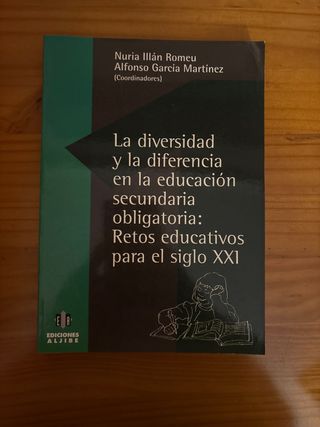 Nuria Illán Romeu
Alfonso García Martínez
(Coordinadores)
La diversidad
y la diferencia
en la educación
secundaria
obligatoria:
Retos educativos
para el siglo XXI
EDICIONES
ALJIBE